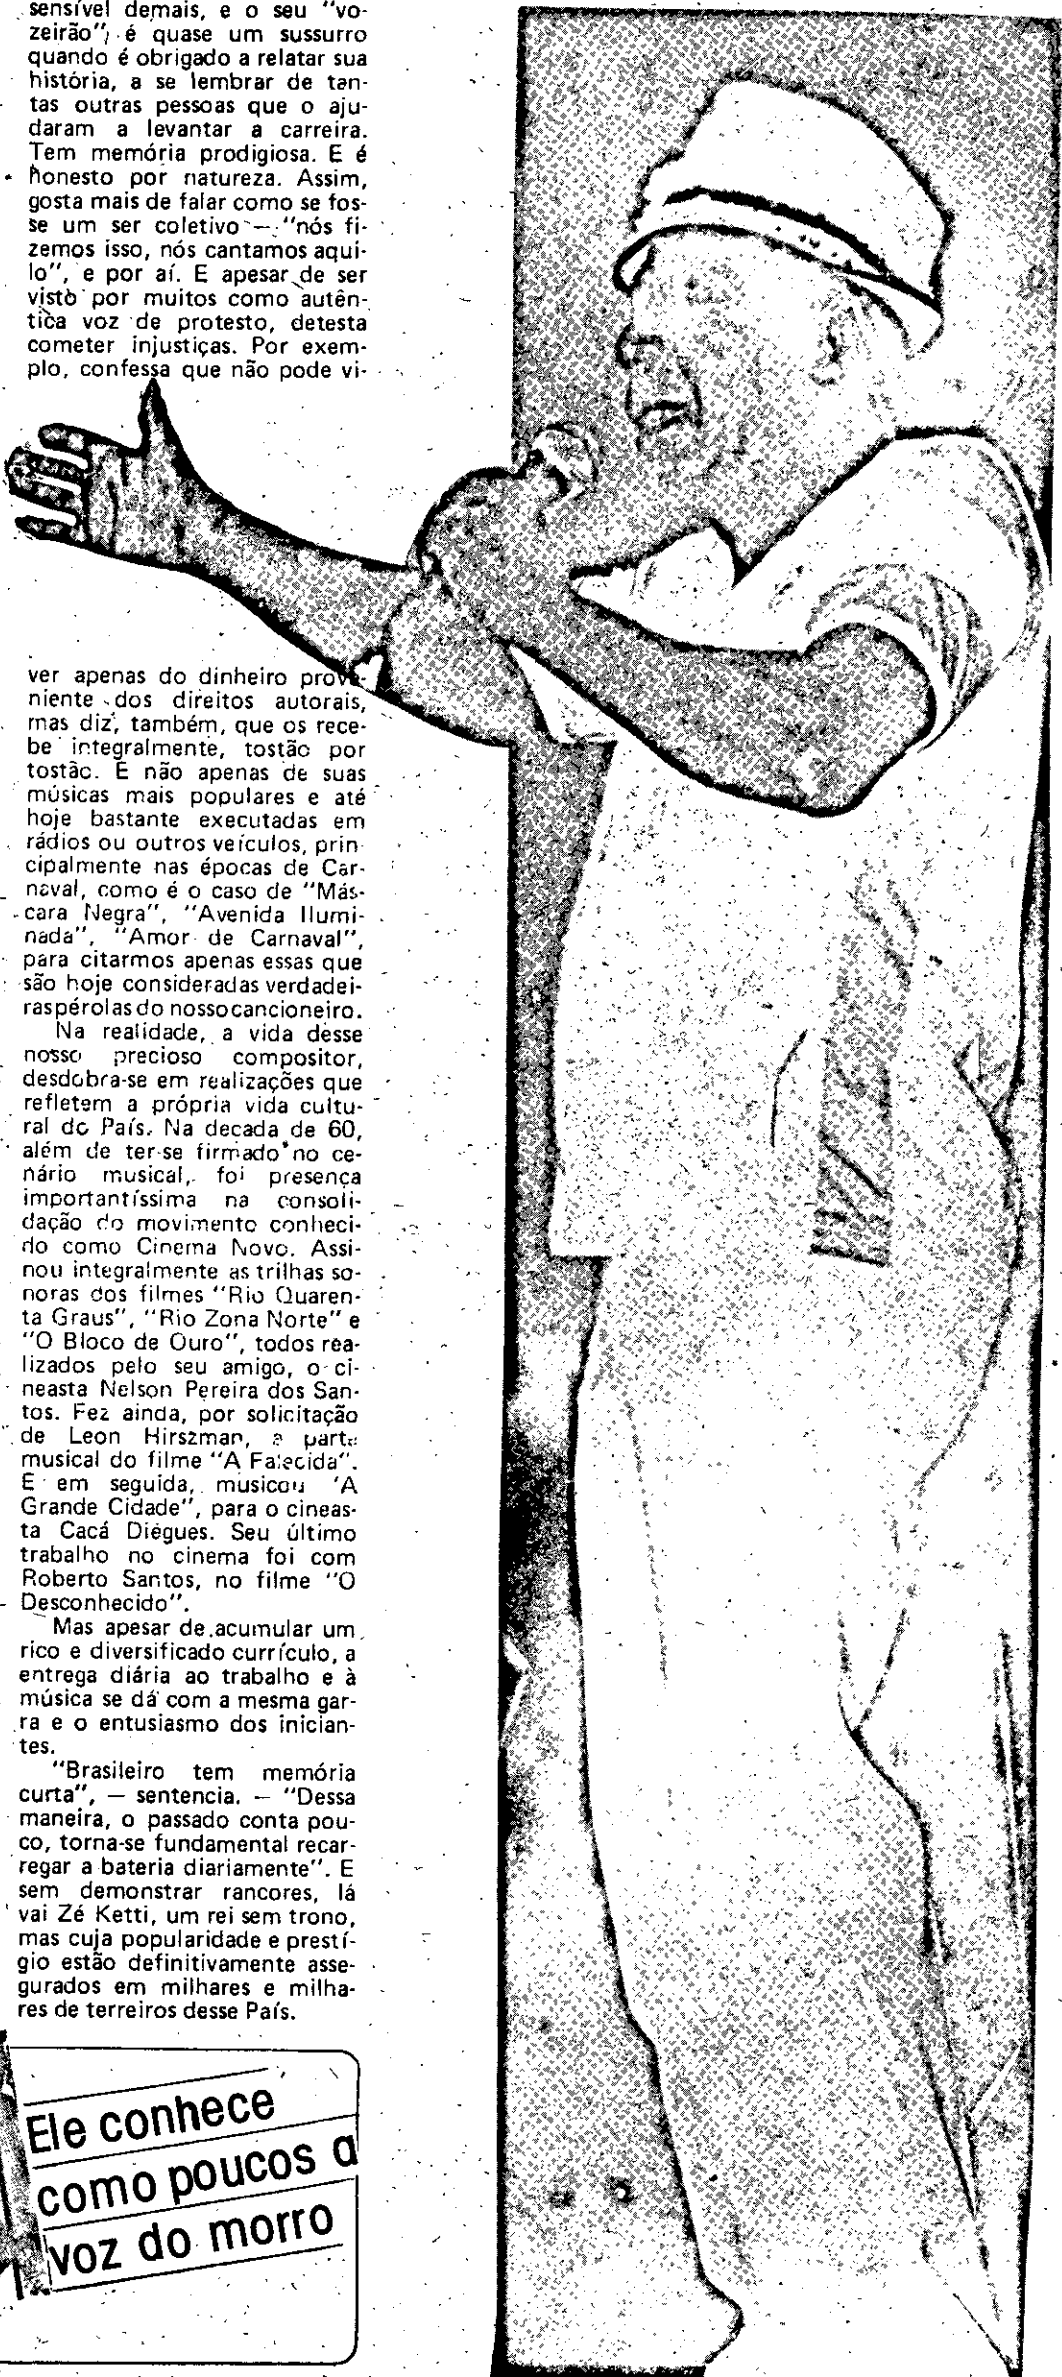 sensível demais, e o seu "vo-
zeirão", é quase um sussurro
quando é obrigado a relatar sua
história, a se lembrar de tan-
tas outras pessoas que o aju-
daram a levantar a carreira.
Tem memória prodigiosa. E é
honesto por natureza. Assim,
gosta mais de falar como se fos-
se um ser coletivo — "nós fi-
zemos isso, nós cantamos aqui-
lo", e por aí. E apesar de ser
visto por muitos como autên-
tica voz de protesto, detesta
cometer injustiças. Por exem-
plo, confessa que não pode vi-
ver apenas do dinheiro prove-
niente dos direitos autorais,
mas diz, também, que os rece-
be integralmente, tostão por
tostão. E não apenas de suas
músicas mais populares e até
hoje bastante executadas em
rádios ou outros veículos, prin-
cipalmente nas épocas de Car-
naval, como é o caso de "Más-
cara Negra", "Avenida Ilumi-
nada", "Amor de Carnaval",
para citarmos apenas essas que
são hoje consideradas verdadei-
ras pérolas do nosso cancioneiro.
Na realidade, a vida desse
nosso precioso compositor,
desdobra-se em realizações que
refletem a própria vida cultu-
ral do País. Na decada de 60,
além de ter-se firmado no ce-
nário musical, foi presença
importantíssima na consoli-
dação do movimento conheci-
do como Cinema Novo. Assi-
nou integralmente as trilhas so-
noras dos filmes "Rio Quaren-
ta Graus", "Rio Zona Norte" e
"O Bloco de Ouro", todos rea-
lizados pelo seu amigo, o ci-
neasta Nelson Pereira dos San-
tos. Fez ainda, por solicitação
de Leon Hirszman, a parte
musical do filme "A Falecida".
E em seguida, musicou 'A
Grande Cidade", para o cineas-
ta Cacá Diégues. Seu último
trabalho no cinema foi com
Roberto Santos, no filme "O
Desconhecido".
Mas apesar de acumular um
rico e diversificado currículo, a
entrega diária ao trabalho e à
música se dá com a mesma gar-
ra e o entusiasmo dos inician-
tes.
"Brasileiro tem memória
curta", — sentencia. — "Dessa
maneira, o passado conta pou-
co, torna-se fundamental recar-
regar a bateria diariamente". E
sem demonstrar rancores, lá
vai Zé Ketti, um rei sem trono,
mas cuja popularidade e prestí-
gio estão definitivamente asse-
gurados em milhares e milha-
res de terreiros desse País.
Ele conhece
como poucos a
voz do morro